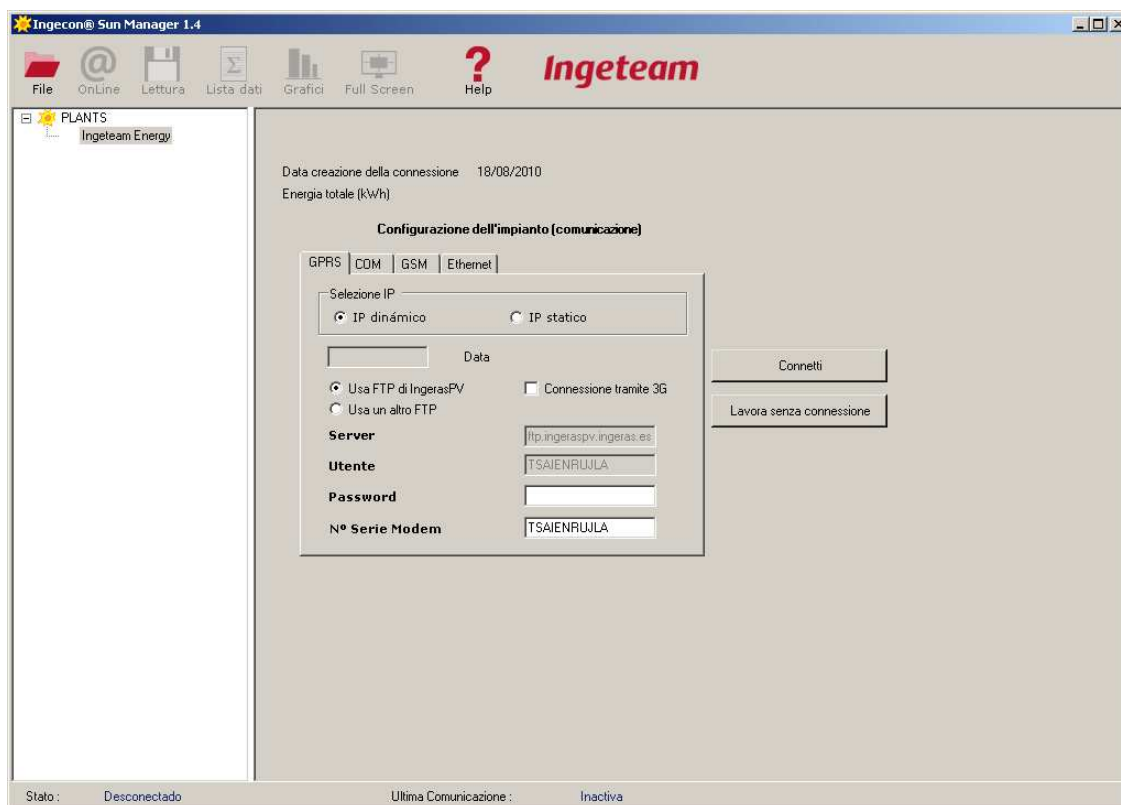 Ingecon® Sun Manager 1.4
File OnLine Lettura Lista dati Grafici Full Screen Help Ingeteam
PLANTS
Ingeteam Energy
Data creazione della connessione 18/08/2010
Energia totale (kWh)
Configurazione dell'impianto (comunicazione)
GPRS COM GSM Ethernet
Selezione IP
IP dinámico IP statico
Data
Connetti
Usa FTP di IngerasPV Connessione tramite 3G
Usa un altro FTP
Lavora senza connessione
Server ftp.ingeraspv.ingeras.es
Utente TSAIENRUJLA
Password
Nº Serie Modem TSAIENRUJLA
Stato : Desconectado Ultima Comunicazione : Inactiva